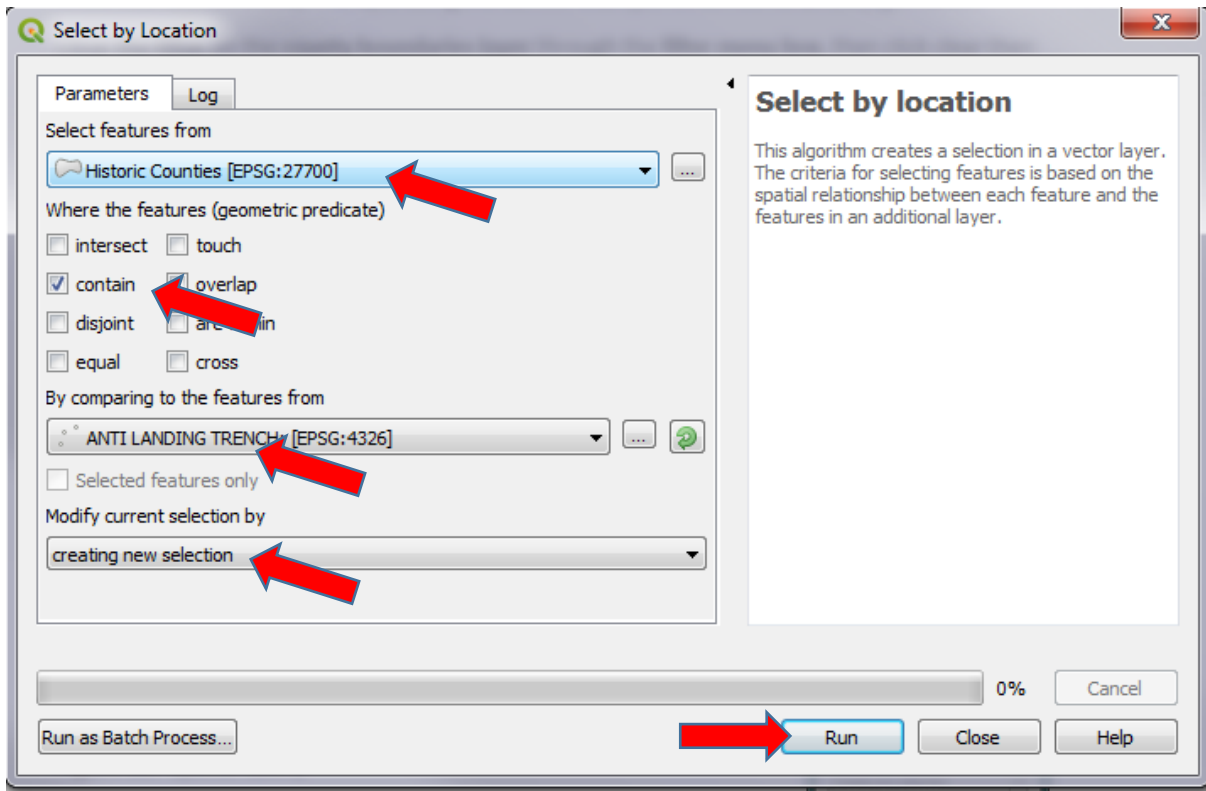 Select by Location
Parameters
Log
Select features from
Historic Counties [EPSG:27700]
...
Where the features (geometric predicate)
intersect
touch
contain
overlap
disjoint
equal
cross
By comparing to the features from
ANTI LANDING TRENCH [EPSG:4326]
...
Selected features only
Modify current selection by
creating new selection
Select by location
This algorithm creates a selection in a vector layer.
The criteria for selecting features is based on the
spatial relationship between each feature and the
features in an additional layer.
0%
Cancel
Run as Batch Process...
Run
Close
Help